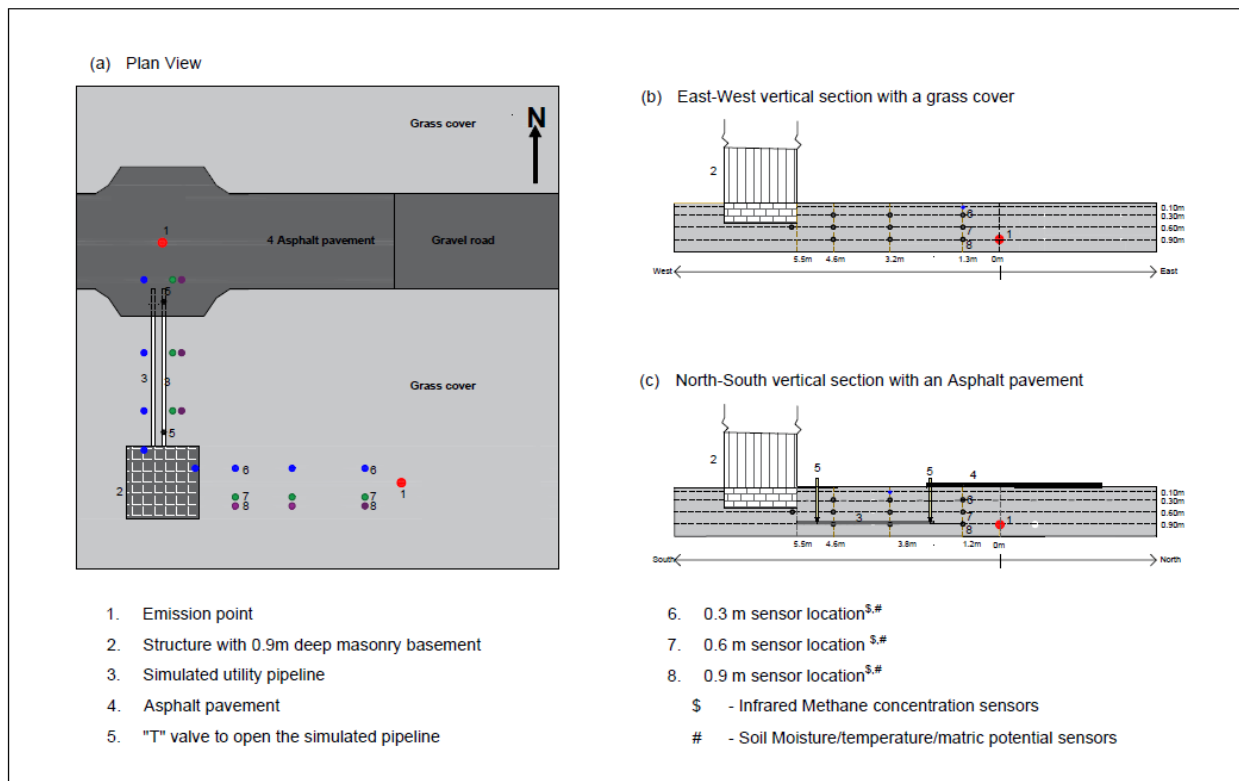 (a) Plan View
Grass cover
N
1
4 Asphalt pavement
Gravel road
5
3
3
Grass cover
5
2
6
6
7
7
8
8
1
(b) East-West vertical section with a grass cover
2
0.10m
0.30m
0.60m
0.90m
6
7
8
1
5.5m 4.6m 3.2m 1.3m 0m
West
East
(c) North-South vertical section with an Asphalt pavement
2
5
5
4
0.10m
0.30m
0.60m
0.90m
6
7
8
3
1
5.5m 4.6m 3.8m 1.2m 0m
South
North
1. Emission point
2. Structure with 0.9m deep masonry basement
3. Simulated utility pipeline
4. Asphalt pavement
5. "T" valve to open the simulated pipeline
6. 0.3 m sensor location$,#
7. 0.6 m sensor location $,#
8. 0.9 m sensor location$,#
$ - Infrared Methane concentration sensors
# - Soil Moisture/temperature/matric potential sensors